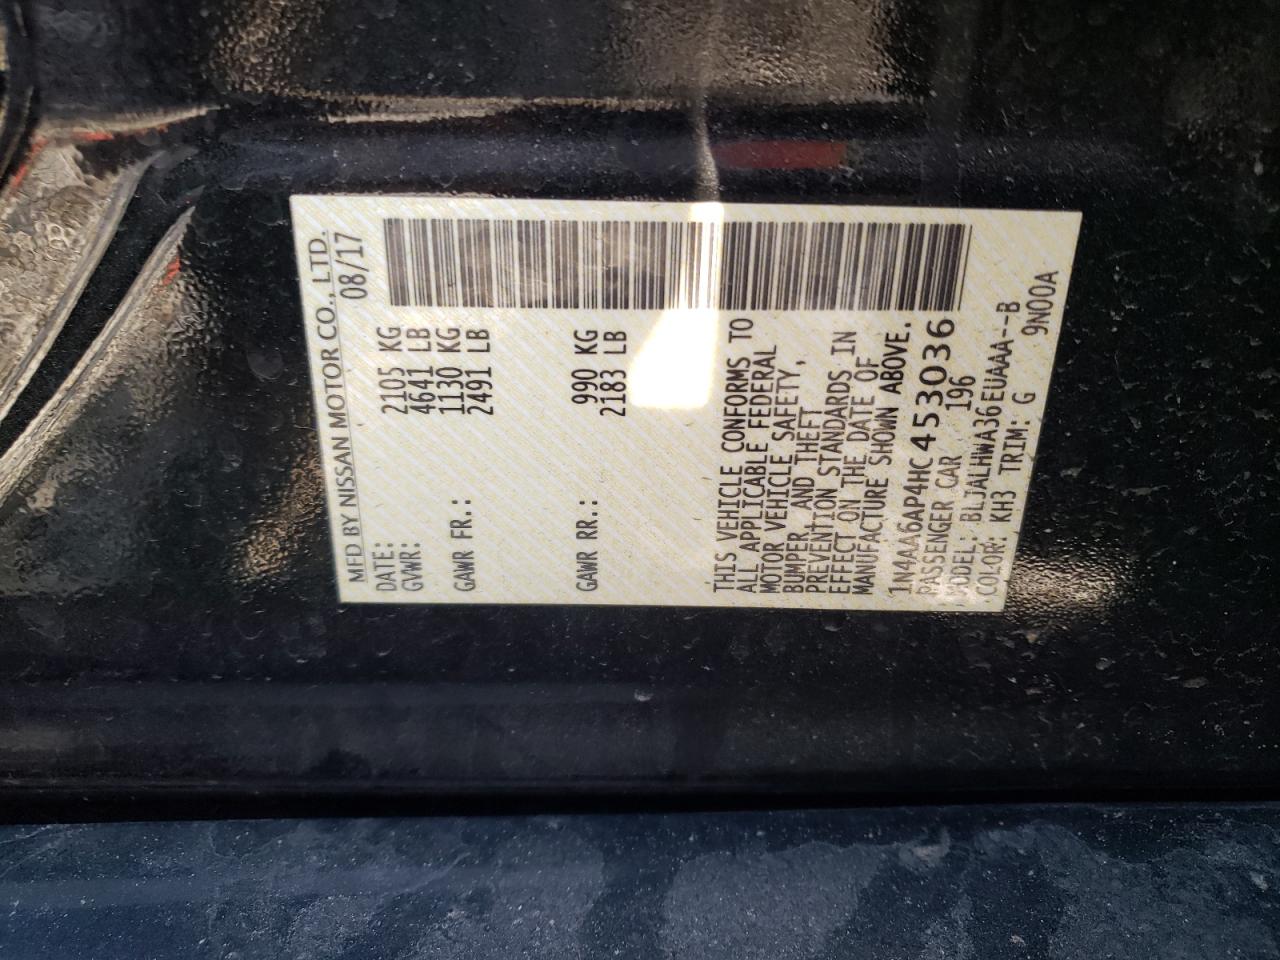 MFD BY NISSAN MOTOR CO., LTD.
DATE: 08/17
GVWR: 2105 KG
4641 LB
GAWR FR.: 1130 KG
2491 LB
GAWR RR.: 990 KG
2183 LB
THIS VEHICLE CONFORMS TO
ALL APPLICABLE FEDERAL
MOTOR VEHICLE SAFETY,
BUMPER, AND THEFT
PREVENTION STANDARDS IN
EFFECT ON THE DATE OF
MANUFACTURE SHOWN ABOVE.
1N4AA6AP4HC453036
PASSENGER CAR 196
MODEL: BLJALHWA36EUAAA--B
COLOR: KH3 TRIM: G 9N00A